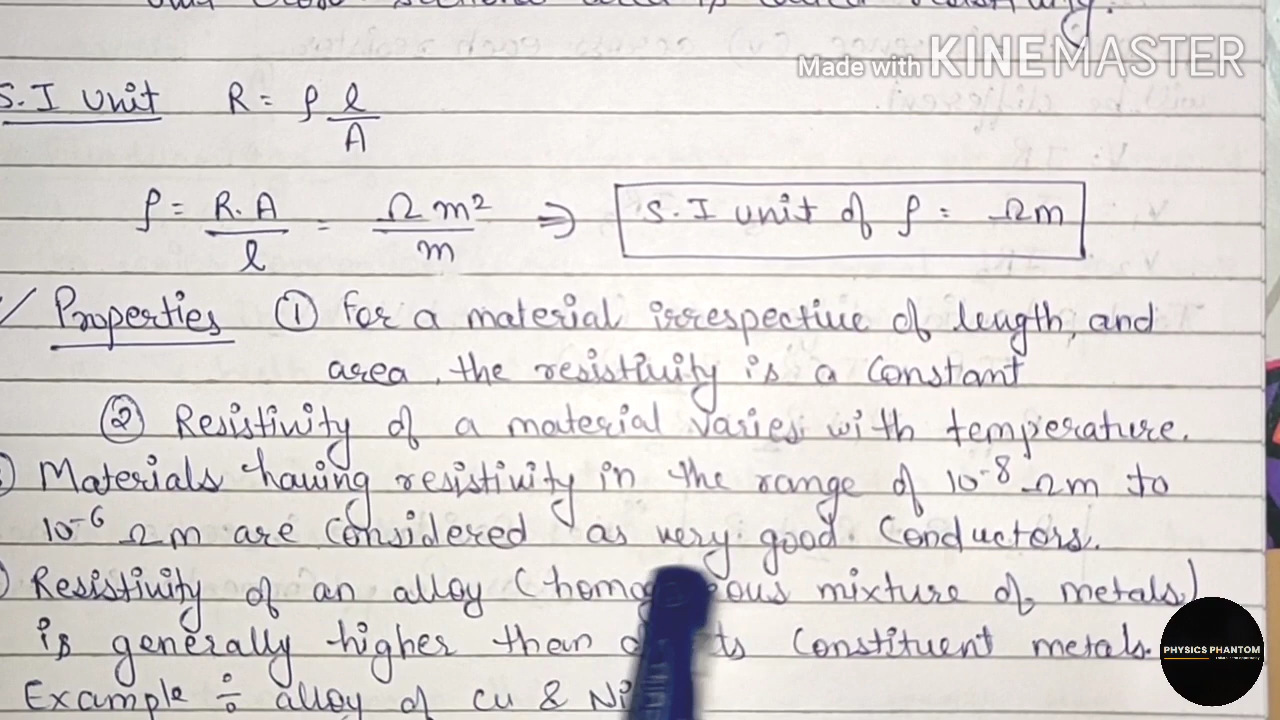 Made with KINEMASTER
S.I Unit R = ρ l/A
ρ = R.A/l = Ω m²/m ⇒ S.I unit of ρ = Ωm
Properties ① For a material irrespective of length, and
area, the resistivity is a constant
② Resistivity of a material varies with temperature.
Materials having resistivity in the range of 10⁻⁸ Ωm to
10⁻⁶ Ωm are considered as very good conductors.
Resistivity of an alloy (mixture of metals)
is generally higher than constituent metals.
Example ÷ alloy of Cu & Ni
PHYSICS PHANTOM